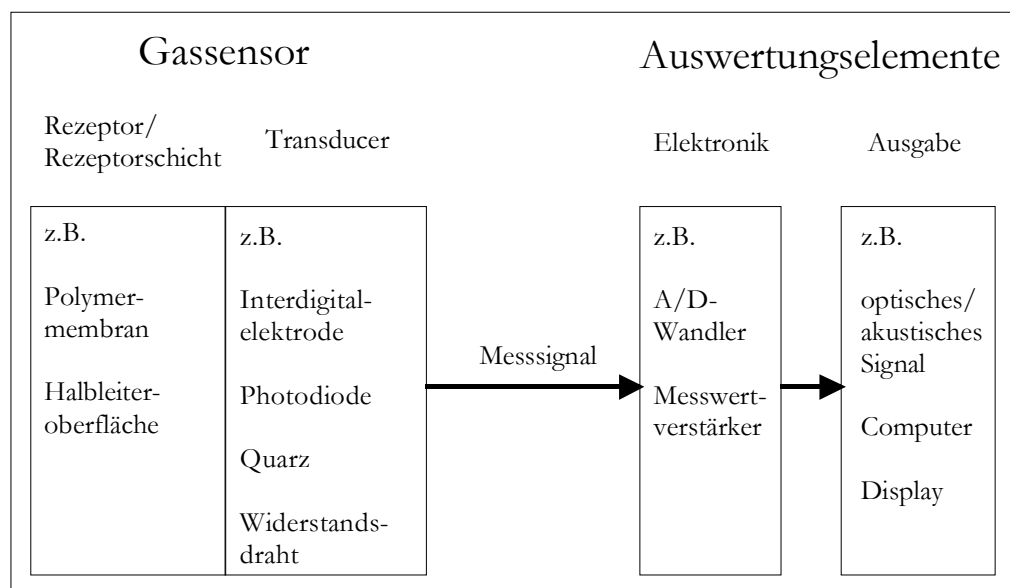 Gassensor
Auswertungselemente
Rezeptor/
Rezeptorschicht
Transducer
Elektronik
Ausgabe
z.B.
Polymer-
membran
Halbleiter-
oberfläche
z.B.
Interdigital-
elektrode
Photodiode
Quarz
Widerstands-
draht
Messsignal
z.B.
A/D-
Wandler
Messwert-
verstärker
z.B.
optisches/
akustisches
Signal
Computer
Display